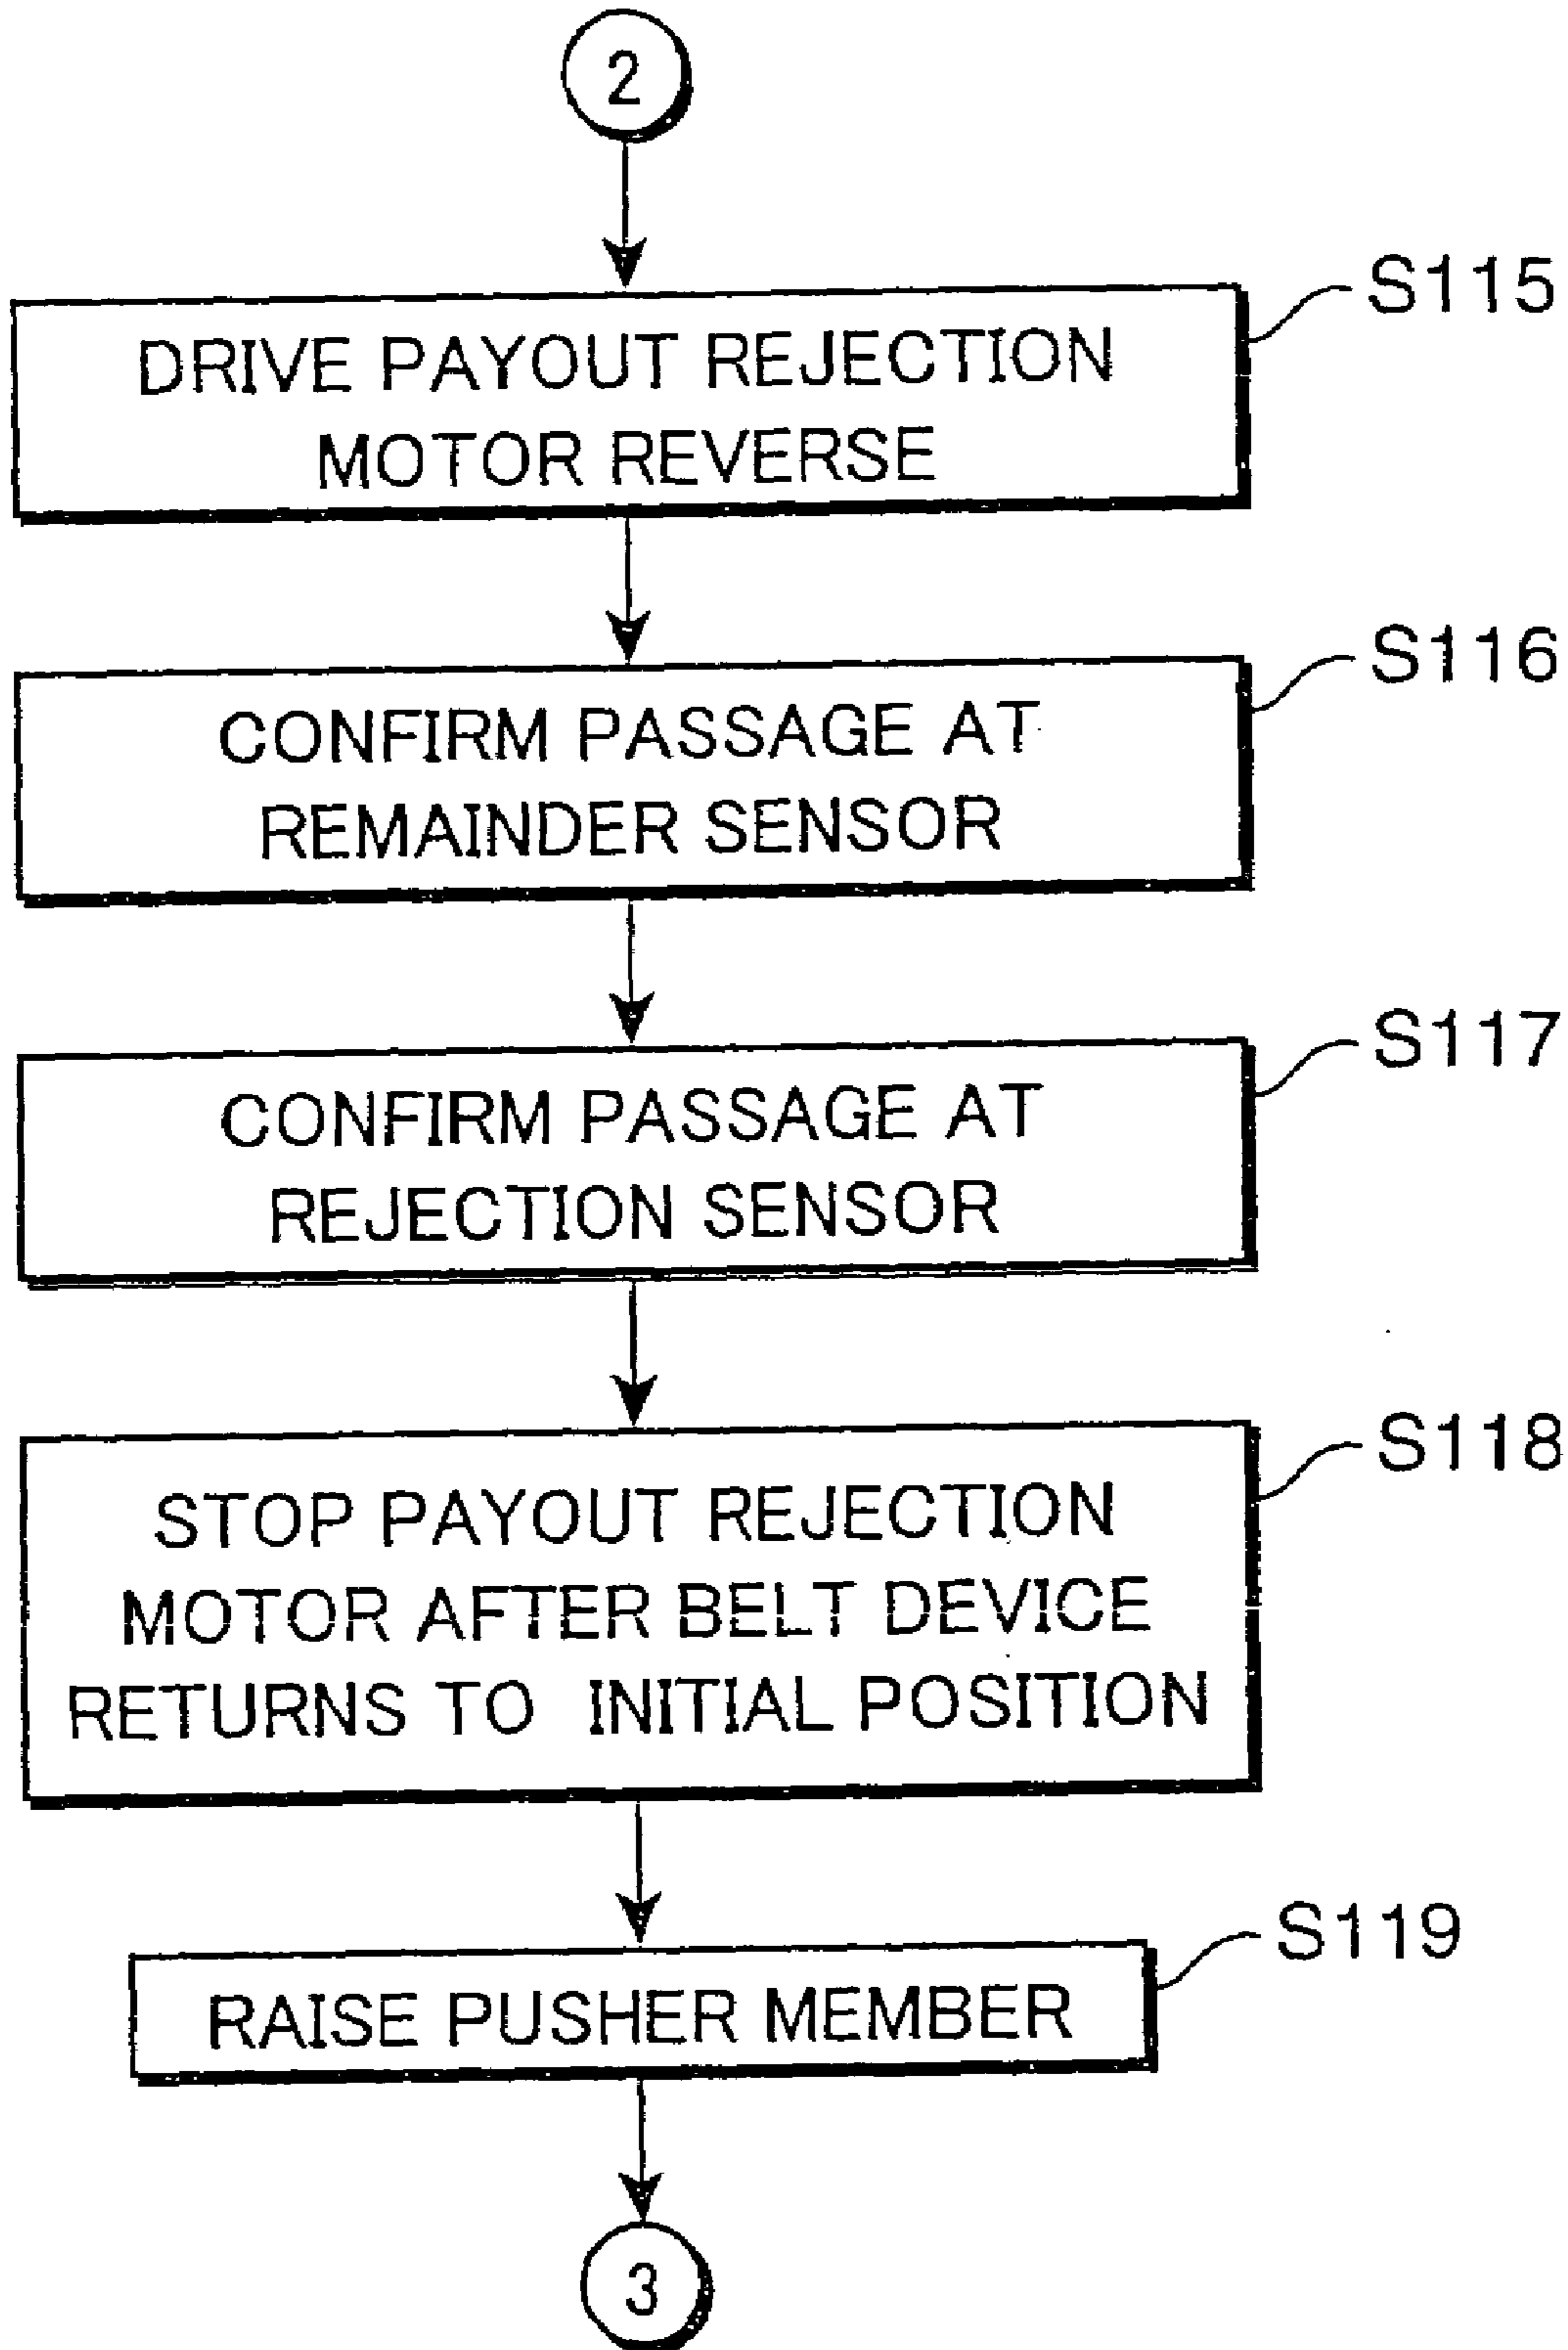 2
S115
DRIVE PAYOUT REJECTION
MOTOR REVERSE
S116
CONFIRM PASSAGE AT
REMAINDER SENSOR
S117
CONFIRM PASSAGE AT
REJECTION SENSOR
S118
STOP PAYOUT REJECTION
MOTOR AFTER BELT DEVICE
RETURNS TO INITIAL POSITION
S119
RAISE PUSHER MEMBER
3